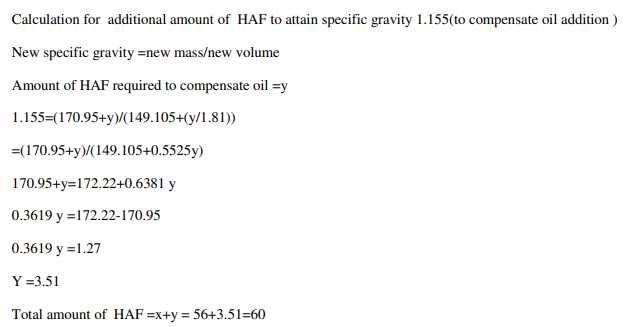 Calculation for additional amount of HAF to attain specific gravity 1.155(to compensate oil addition )
New specific gravity =new mass/new volume
Amount of HAF required to compensate oil =y
1.155=(170.95+y)/(149.105+(y/1.81))
=(170.95+y)/(149.105+0.5525y)
170.95+y=172.22+0.6381 y
0.3619 y =172.22-170.95
0.3619 y =1.27
Y =3.51
Total amount of HAF =x+y = 56+3.51=60